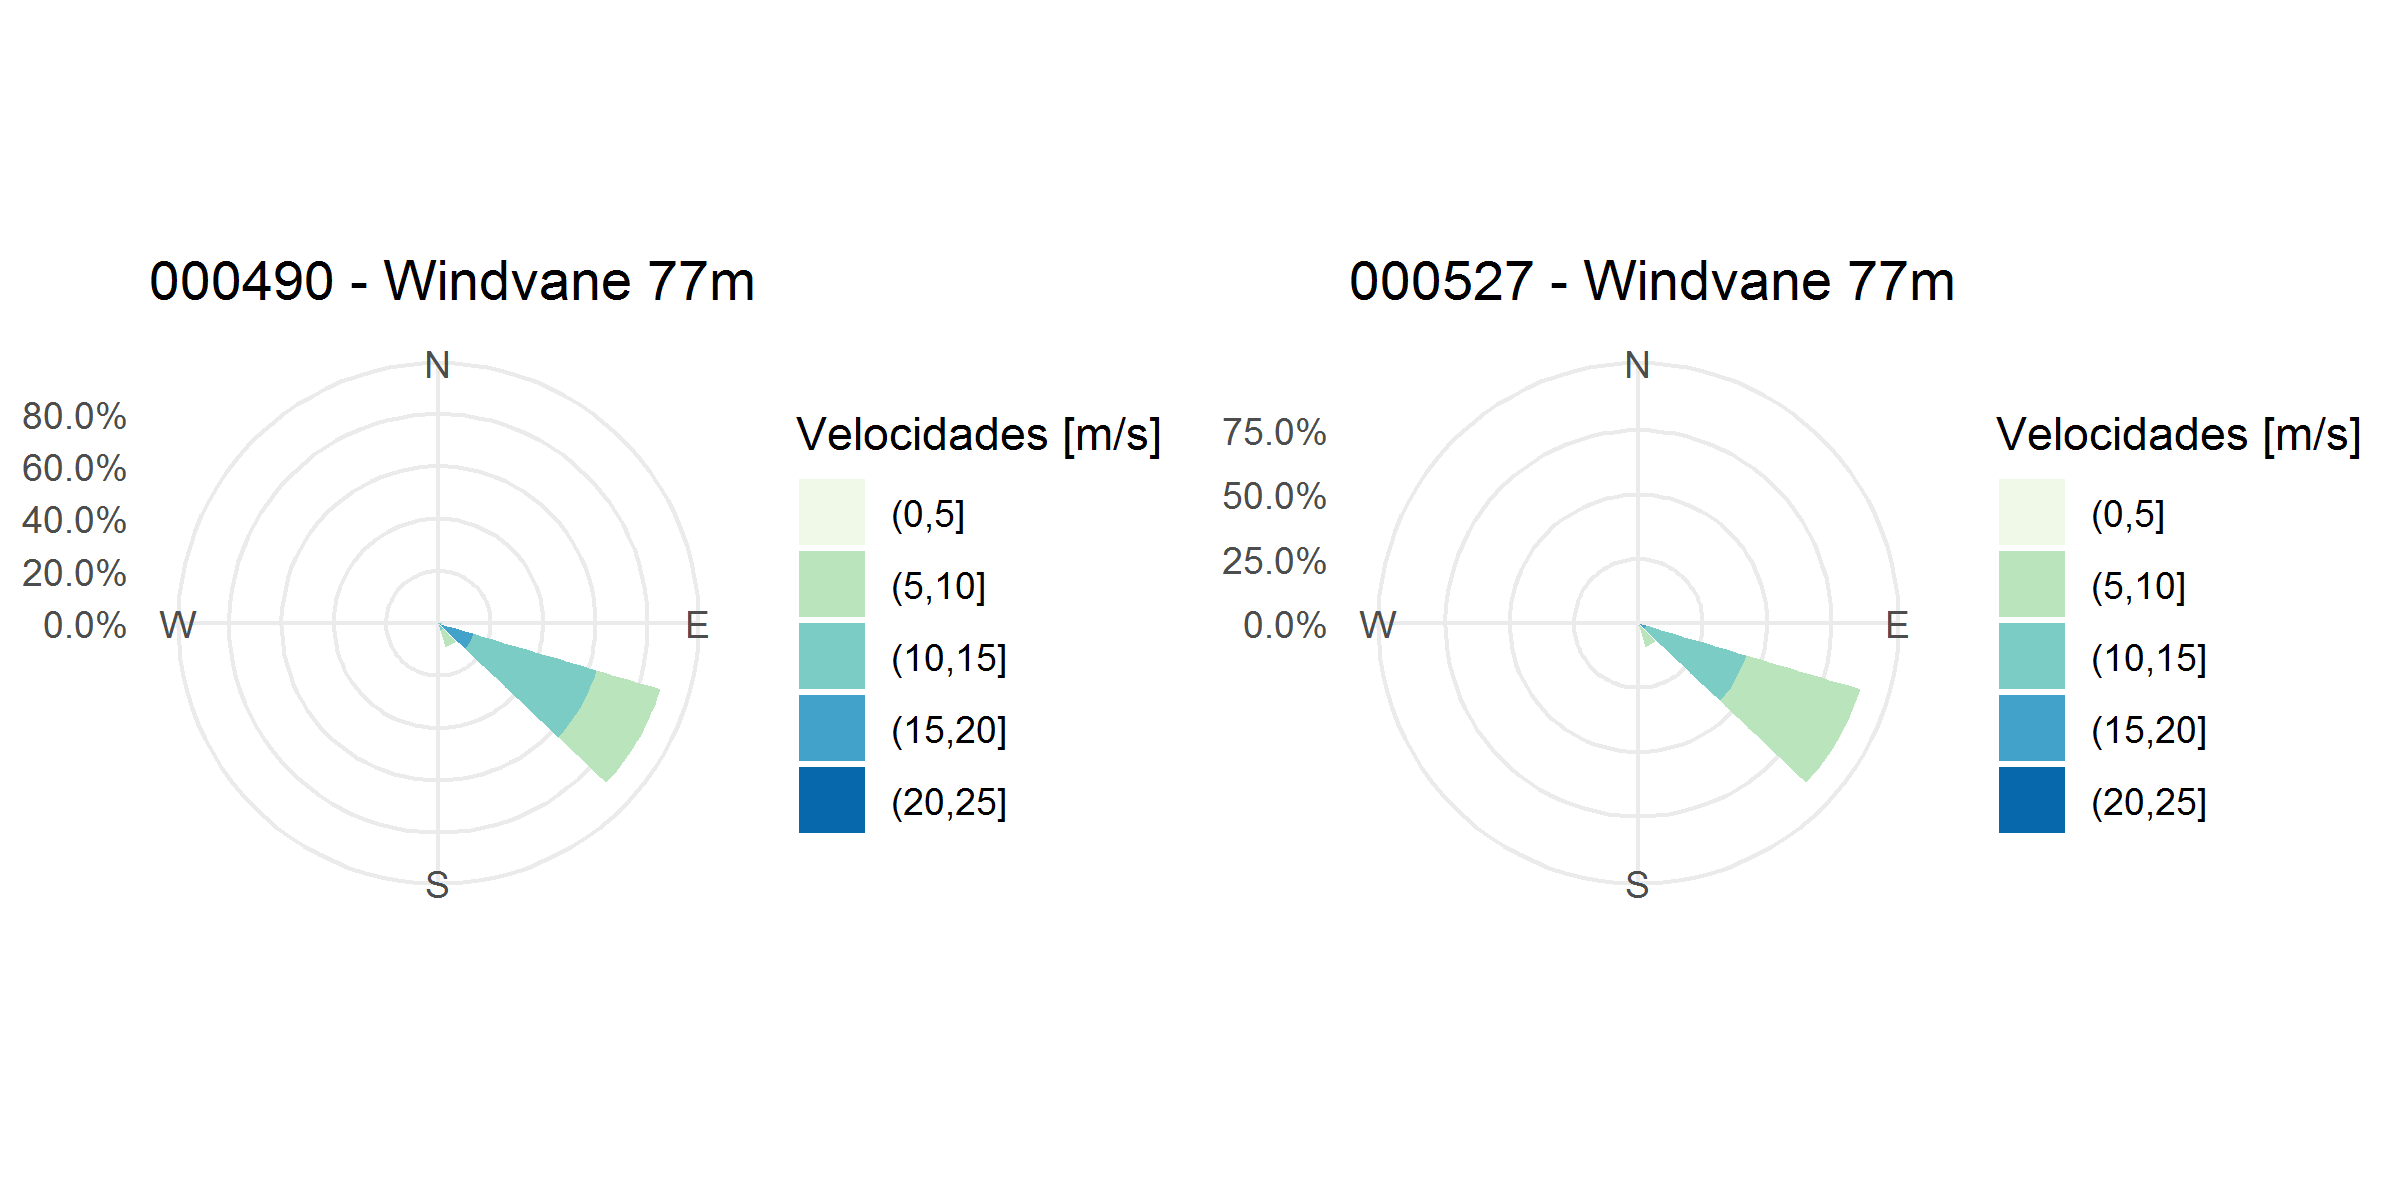 000490 - Windvane 77m
N
80.0%
60.0%
40.0%
20.0%
0.0%
W
E
S
Velocidades [m/s]
(0,5]
(5,10]
(10,15]
(15,20]
(20,25]
000527 - Windvane 77m
N
75.0%
50.0%
25.0%
0.0%
W
E
S
Velocidades [m/s]
(0,5]
(5,10]
(10,15]
(15,20]
(20,25]